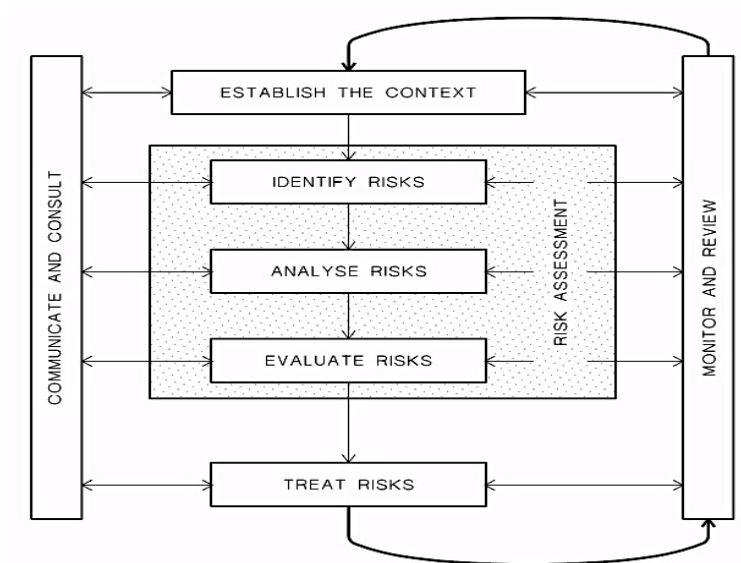 ESTABLISH THE CONTEXT
IDENTIFY RISKS
ANALYSE RISKS
EVALUATE RISKS
TREAT RISKS
COMMUNICATE AND CONSULT
RISK ASSESSMENT
MONITOR AND REVIEW